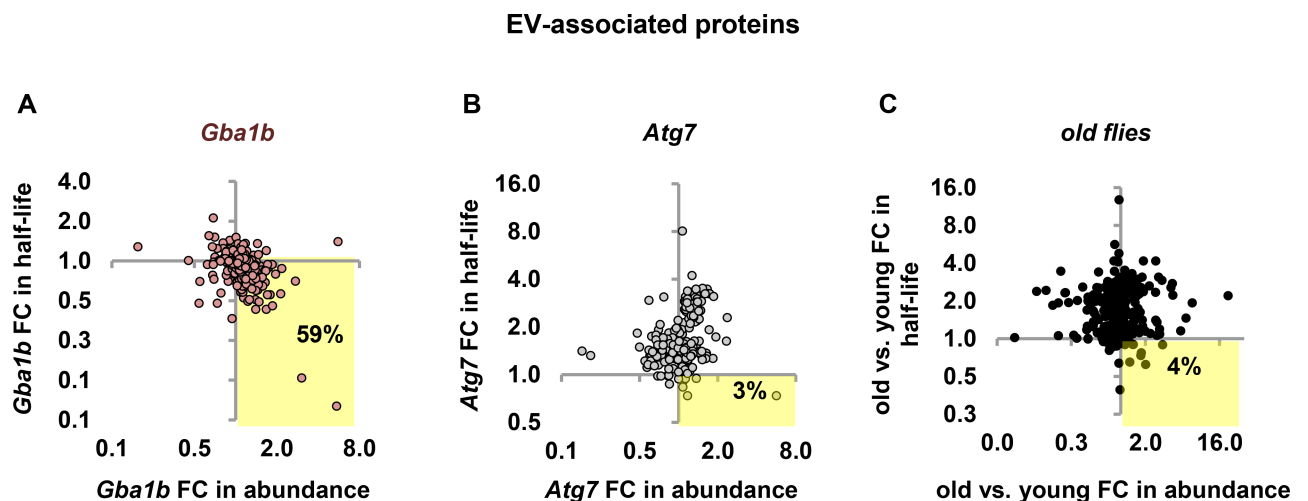 EV-associated proteins
A
Gba1b
Gba1b FC in half-life
4.0
2.0
1.0
0.5
0.3
0.1
0.1
59%
0.1
0.5
2.0
8.0
Gba1b FC in abundance
B
Atg7
Atg7 FC in half-life
16.0
8.0
4.0
2.0
1.0
0.5
3%
0.1
0.5
2.0
8.0
Atg7 FC in abundance
C
old flies
old vs. young FC in
half-life
16.0
8.0
4.0
2.0
1.0
0.5
0.3
4%
0.0
0.3
2.0
16.0
old vs. young FC in abundance